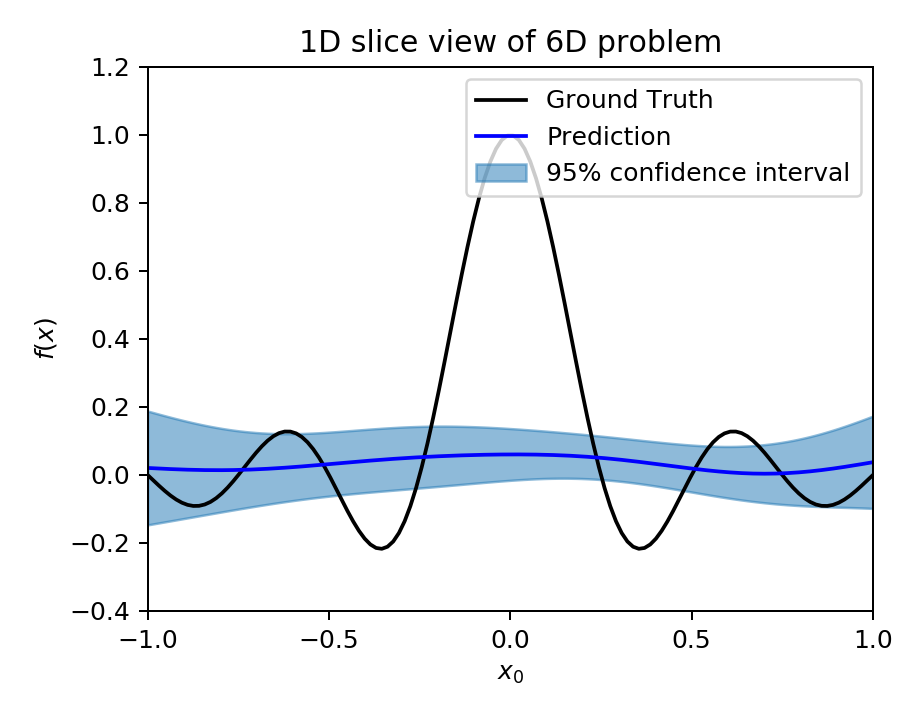 1D slice view of 6D problem
1.2
1.0
0.8
0.6
0.4
0.2
0.0
−0.2
−0.4
f(x)
Ground Truth
Prediction
95% confidence interval
−1.0
−0.5
0.0
0.5
1.0
x₀